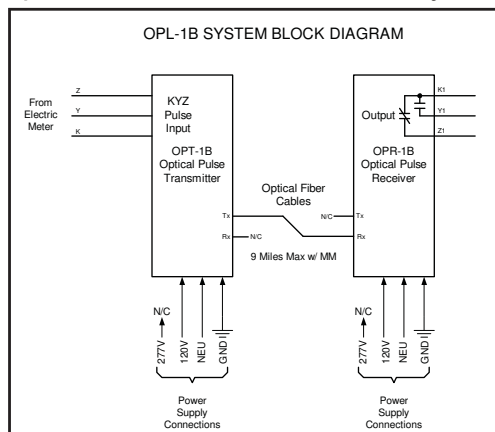 OPL-1B SYSTEM BLOCK DIAGRAM
From
Electric
Meter
Z
Y
K
KYZ
Pulse
Input
OPT-1B
Optical Pulse
Transmitter
Tx
Rx
N/C
Optical Fiber
Cables
9 Miles Max w/ MM
N/C
Tx
Rx
Output
OPR-1B
Optical Pulse
Receiver
K1
Y1
Z1
N/C
277V
120V
NEU
GND
Power
Supply
Connections
N/C
277V
120V
NEU
GND
Power
Supply
Connections